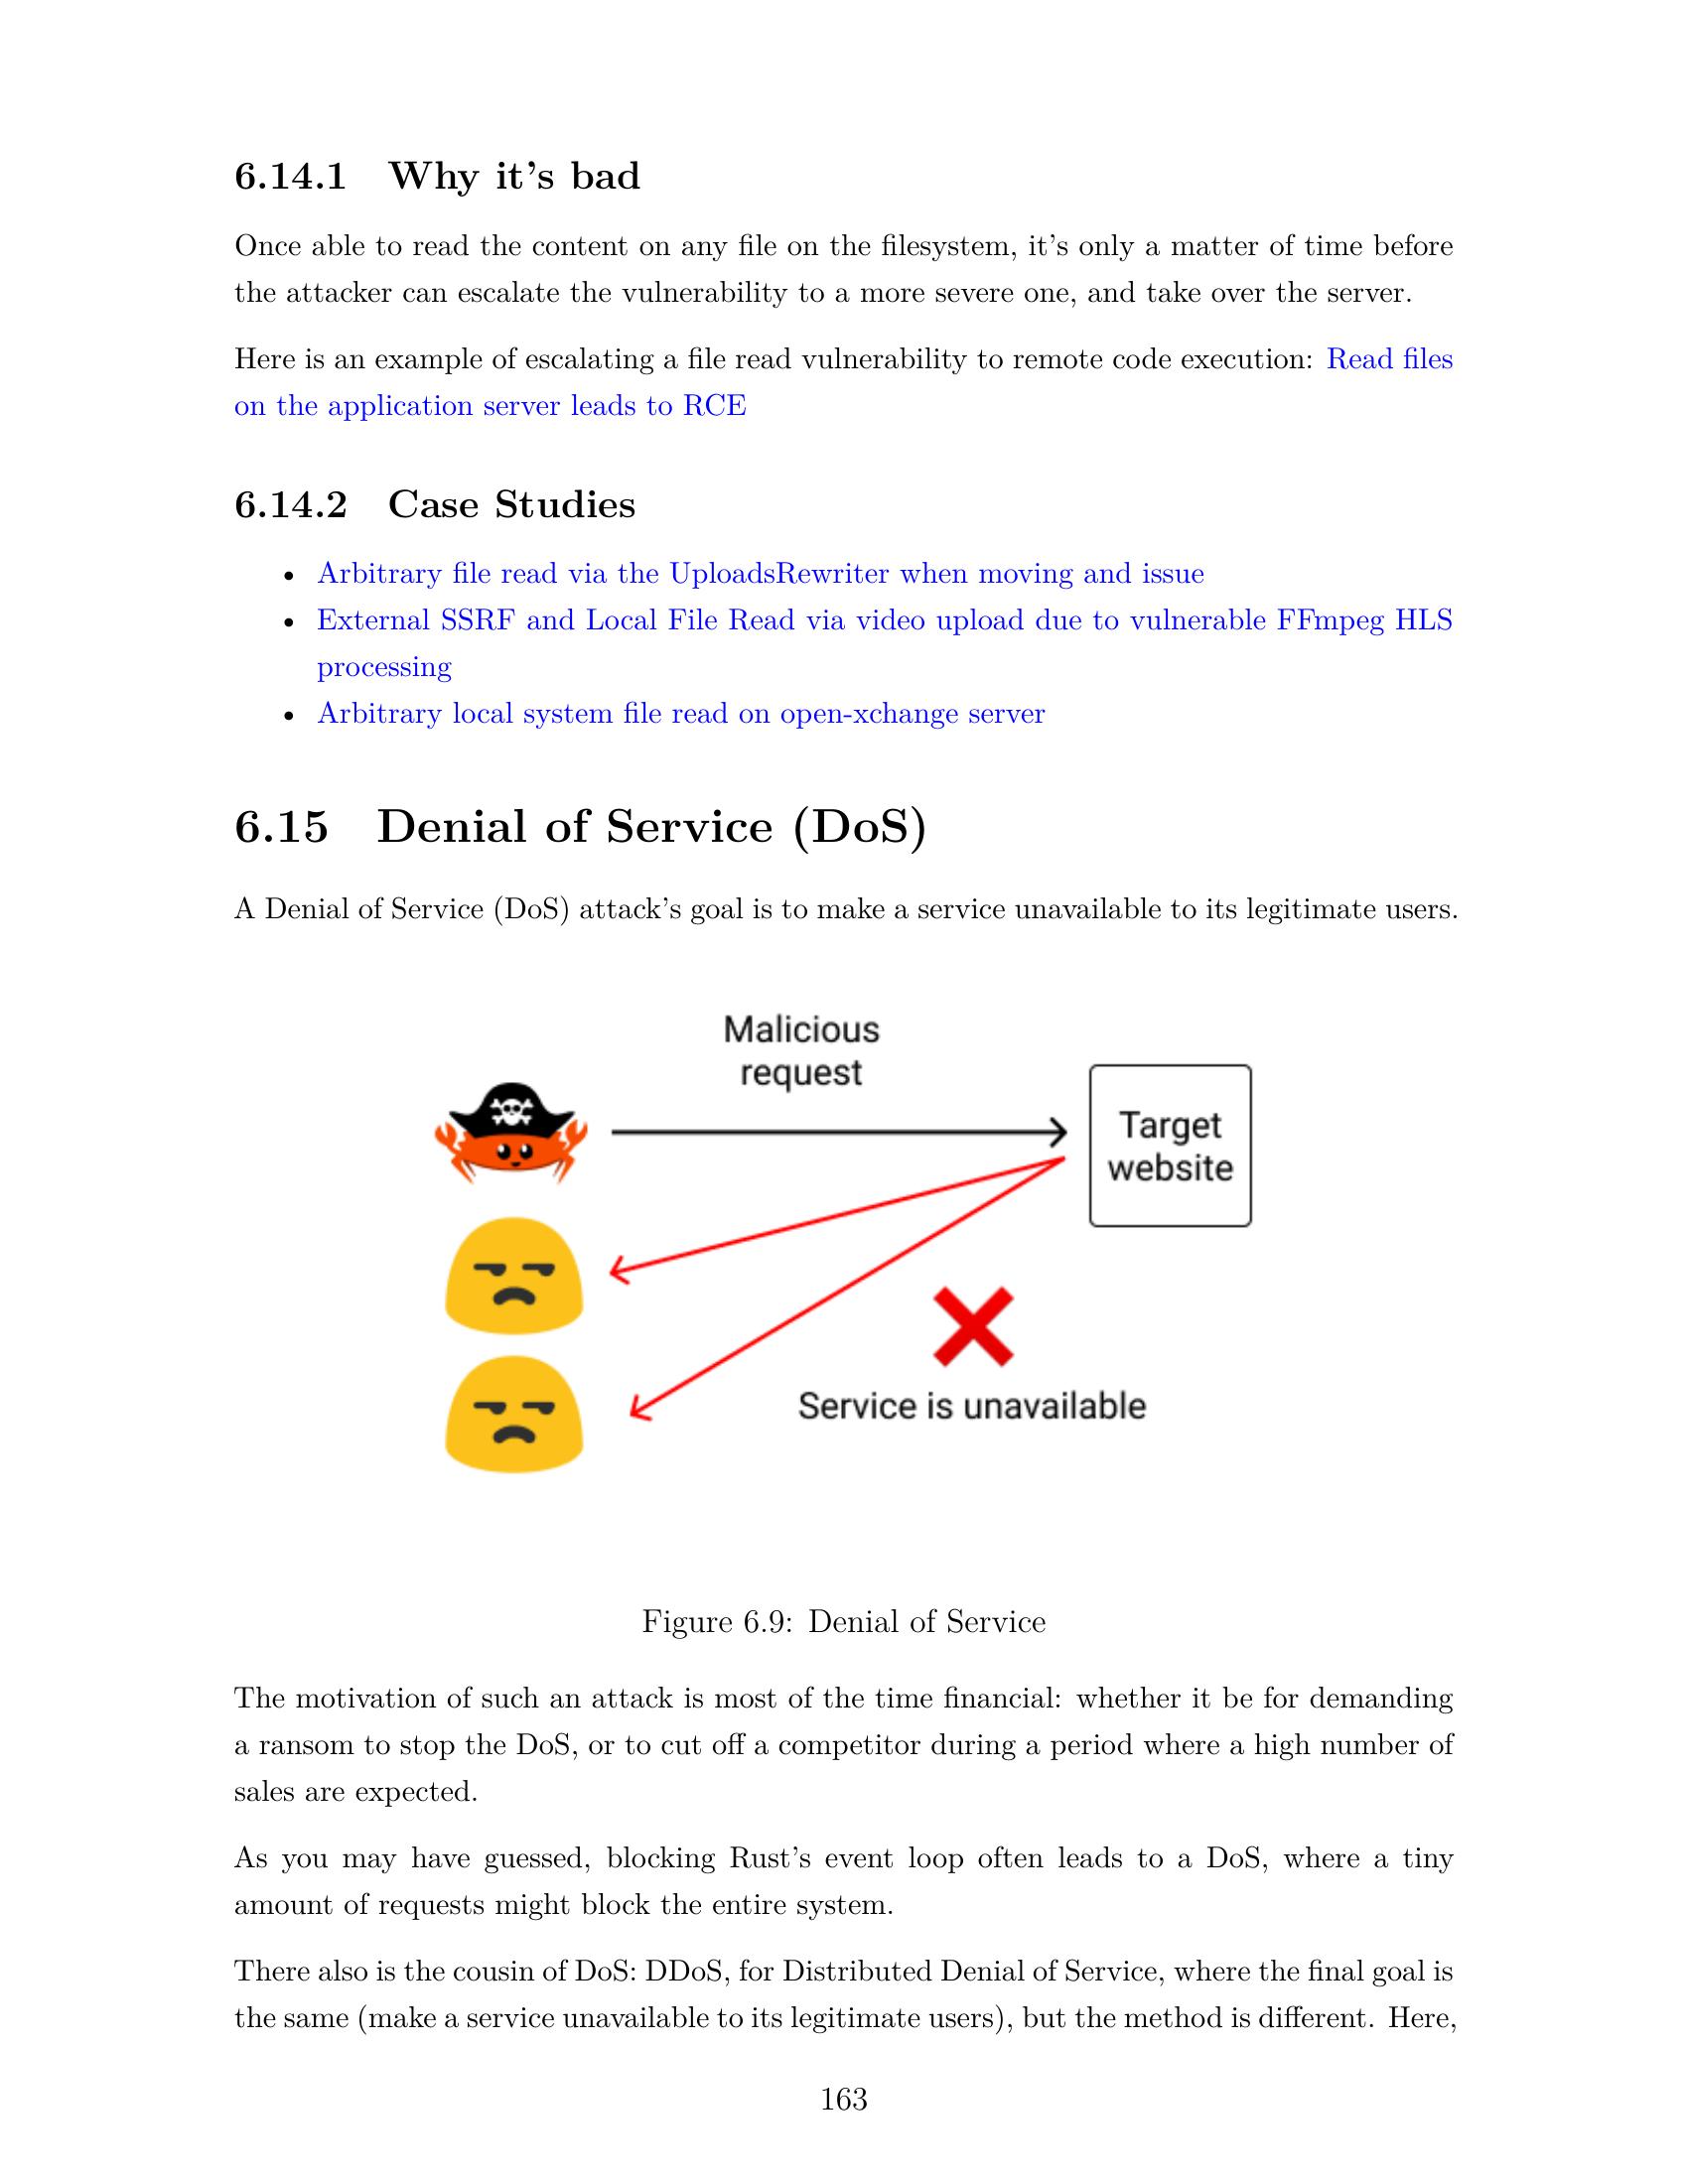 6.14.1 Why it's bad
Once able to read the content on any file on the filesystem, it's only a matter of time before
the attacker can escalate the vulnerability to a more severe one, and take over the server.
Here is an example of escalating a file read vulnerability to remote code execution: Read files
on the application server leads to RCE
6.14.2 Case Studies
• Arbitrary file read via the UploadsRewriter when moving and issue
• External SSRF and Local File Read via video upload due to vulnerable FFmpeg HLS
processing
• Arbitrary local system file read on open-xchange server
6.15 Denial of Service (DoS)
A Denial of Service (DoS) attack's goal is to make a service unavailable to its legitimate users.
Malicious
request
Target
website
Service is unavailable
Figure 6.9: Denial of Service
The motivation of such an attack is most of the time financial: whether it be for demanding
a ransom to stop the DoS, or to cut off a competitor during a period where a high number of
sales are expected.
As you may have guessed, blocking Rust's event loop often leads to a DoS, where a tiny
amount of requests might block the entire system.
There also is the cousin of DoS: DDoS, for Distributed Denial of Service, where the final goal is
the same (make a service unavailable to its legitimate users), but the method is different. Here,
163